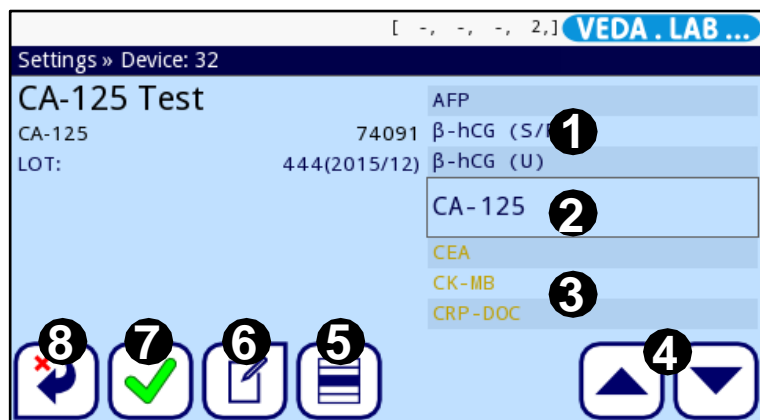 [ -, -, -, 2,] VEDA . LAB ...
Settings » Device: 32
CA-125 Test
CA-125 74091
LOT: 444(2015/12)
AFP
β-hCG (S/ 1
β-hCG (U)
CA-125 2
CEA
CK-MB 3
CRP-DOC
8 7 6 5 4